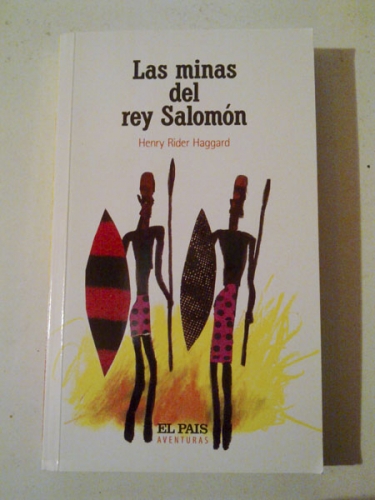 Las minas
del
rey Salomón
Henry Rider Haggard
EL PAIS
AVENTURAS